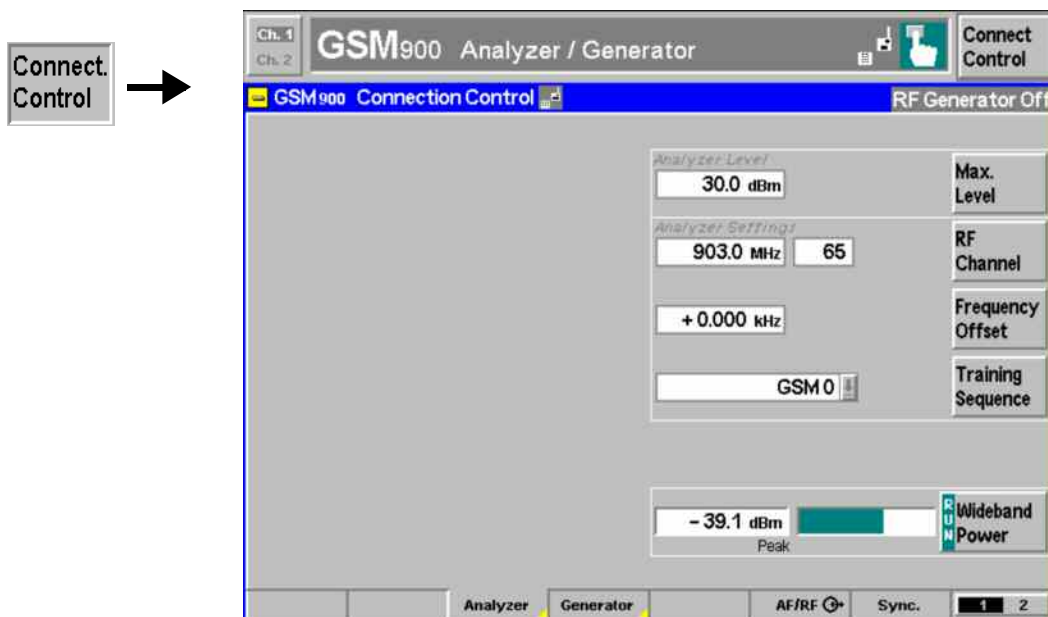 Connect.
Control
Ch. 1
Ch. 2
GSM900 Analyzer / Generator
Connect
Control
GSM900 Connection Control
RF Generator Off
Analyzer Level
30.0 dBm
Max.
Level
Analyzer Settings
903.0 MHz 65
RF
Channel
+ 0.000 kHz
Frequency
Offset
GSM 0
Training
Sequence
- 39.1 dBm
Peak
RUN
Wideband
Power
Analyzer Generator AF/RF Sync. 1 2